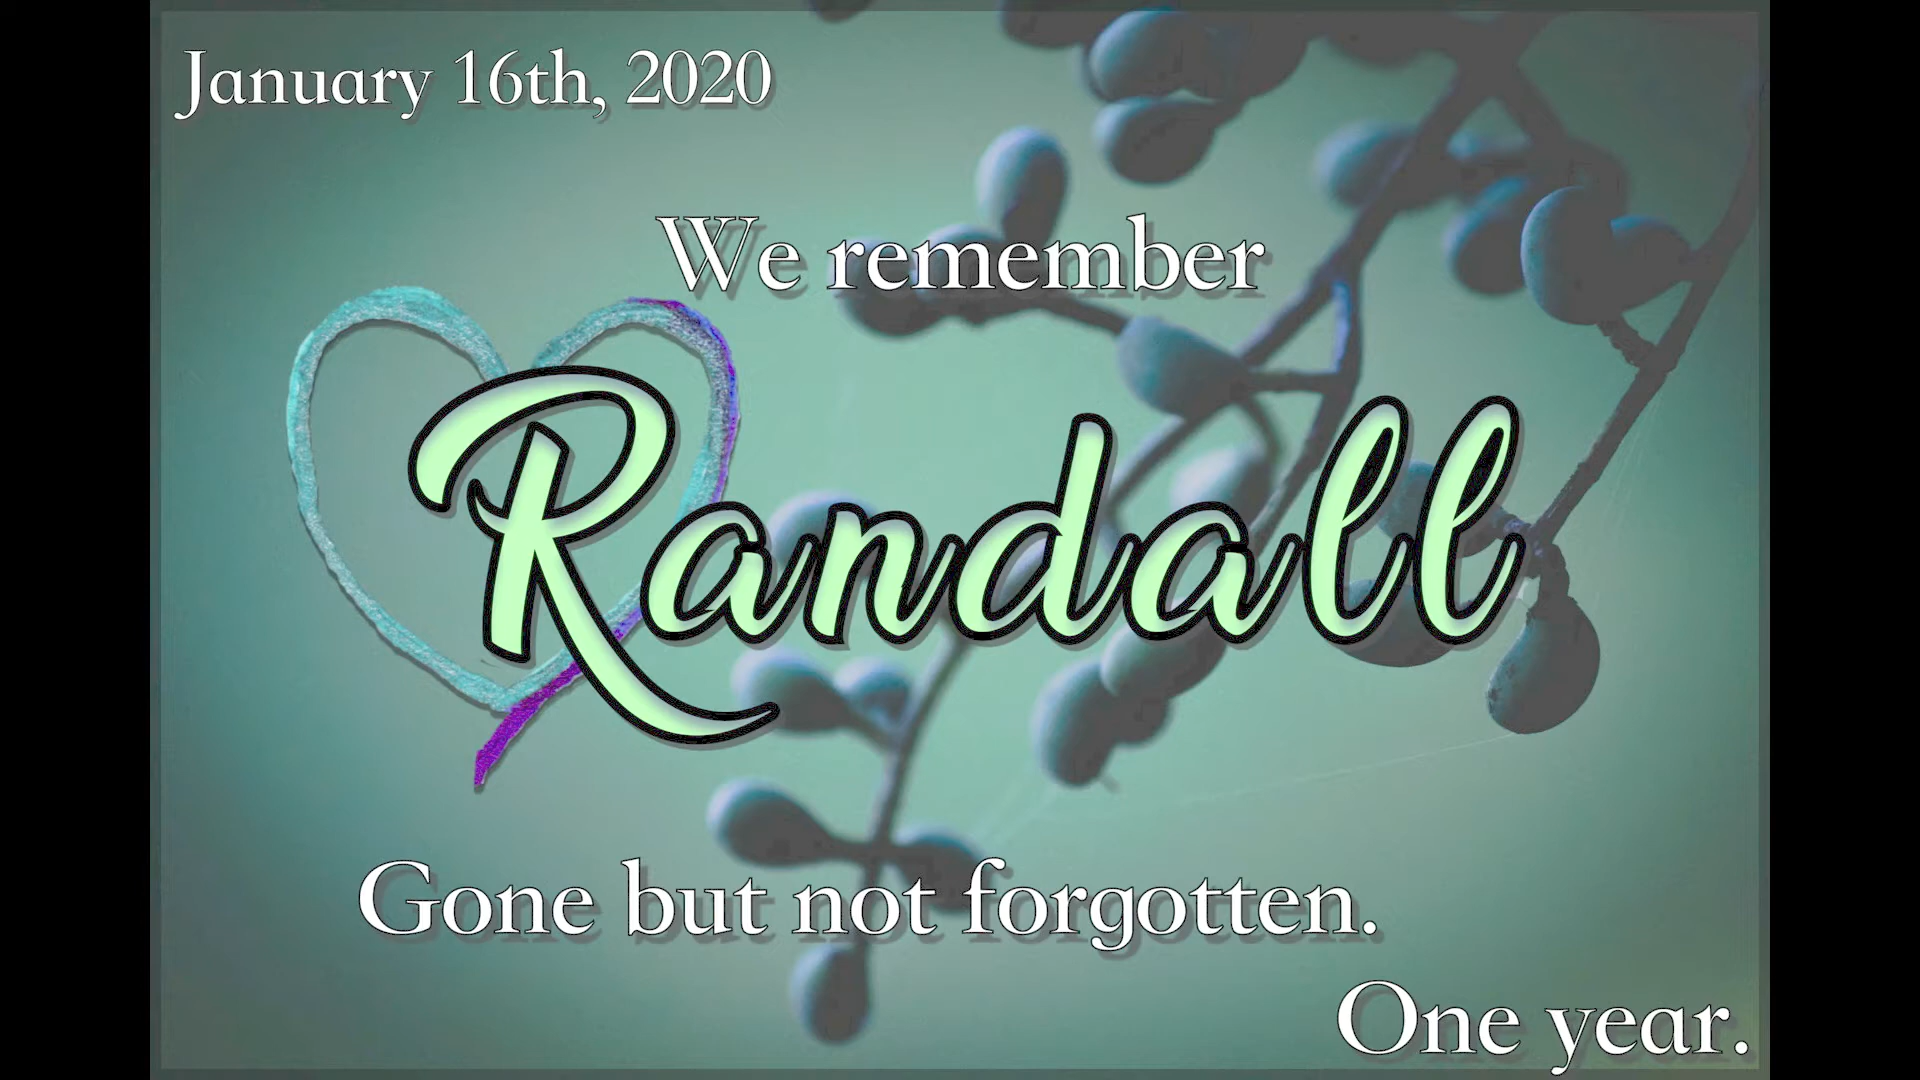 January 16th, 2020
We remember
Randall
Gone but not forgotten.
One year.